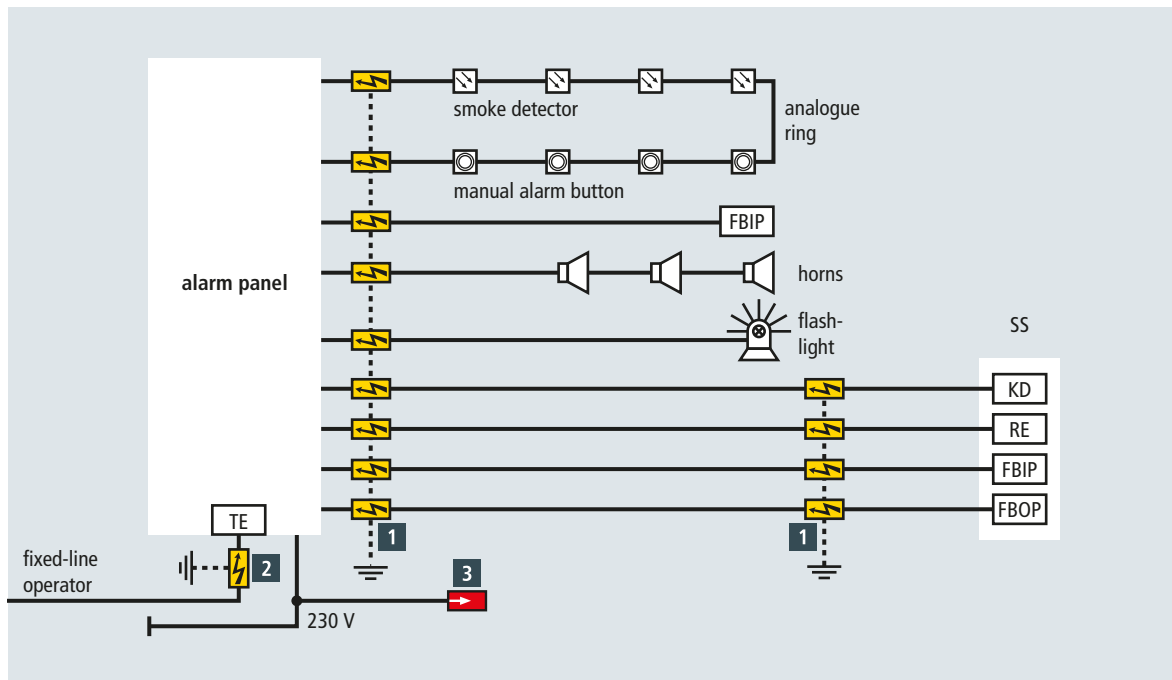 smoke detector
analogue
ring
manual alarm button
FBIP
alarm panel
horns
flash-
light
SS
KD
RE
FBIP
FBOP
TE
1
1
fixed-line
operator
2
3
230 V